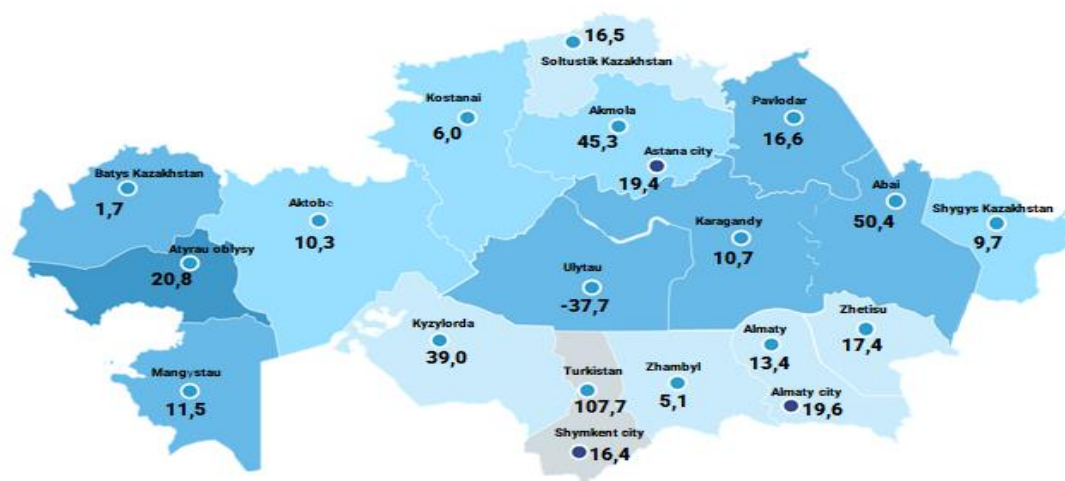 16,5
Soltustik Kazakhstan
Kostanai
6,0
Akmola
45,3
Astana city
19,4
Pavlodar
16,6
Batys Kazakhstan
1,7
Aktobe
10,3
Abai
50,4
Shygys Kazakhstan
9,7
Atyrau oblysy
20,8
Karagandy
10,7
Ulytau
-37,7
Kyzylorda
39,0
Zhetisu
17,4
Almaty
13,4
Mangystau
11,5
Turkistan
107,7
Zhambyl
5,1
Almaty city
19,6
Shymkent city
16,4